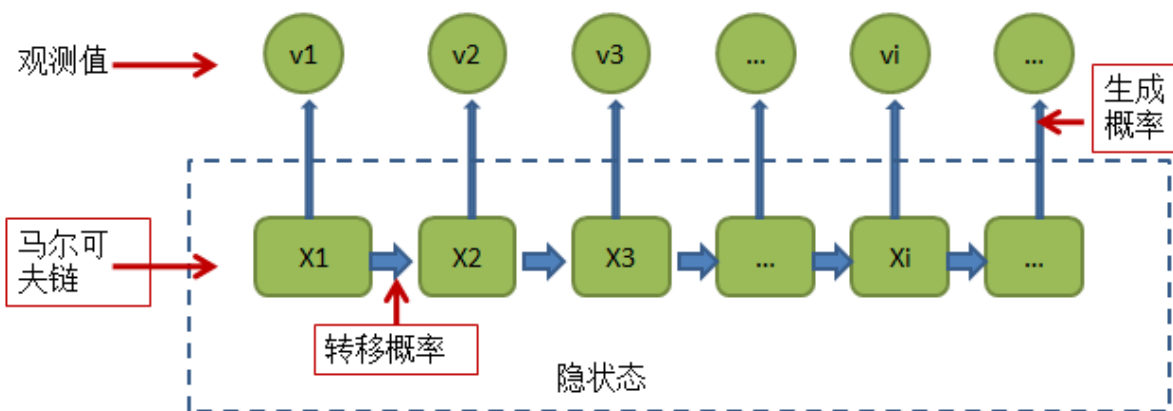 v1 v2 v3 ... vi ...
观测值
生成
概率
X1 X2 X3 ... Xi ...
马尔可
夫链
转移概率
隐状态